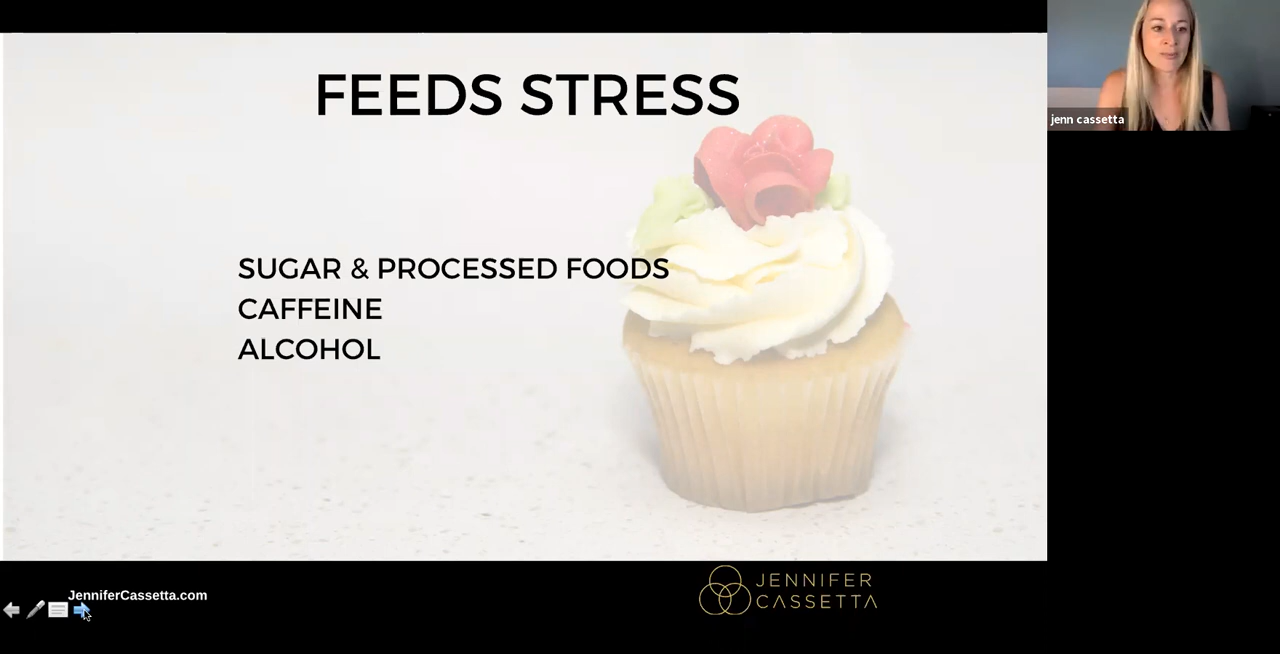 FEEDS STRESS
SUGAR & PROCESSED FOODS
CAFFEINE
ALCOHOL
jenn cassetta
JenniferCassetta.com
JENNIFER
CASSETTA